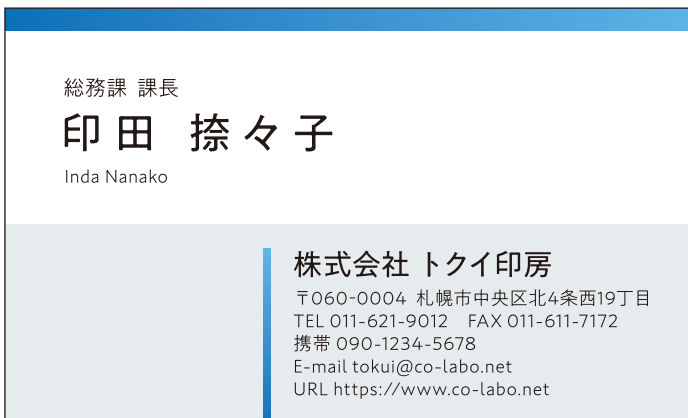 総務課 課長
印田 捺々子
Inda Nanako
株式会社 トクイ印房
〒060-0004 札幌市中央区北4条西19丁目
TEL 011-621-9012 FAX 011-611-7172
携帯 090-1234-5678
E-mail tokui@co-labo.net
URL https://www.co-labo.net